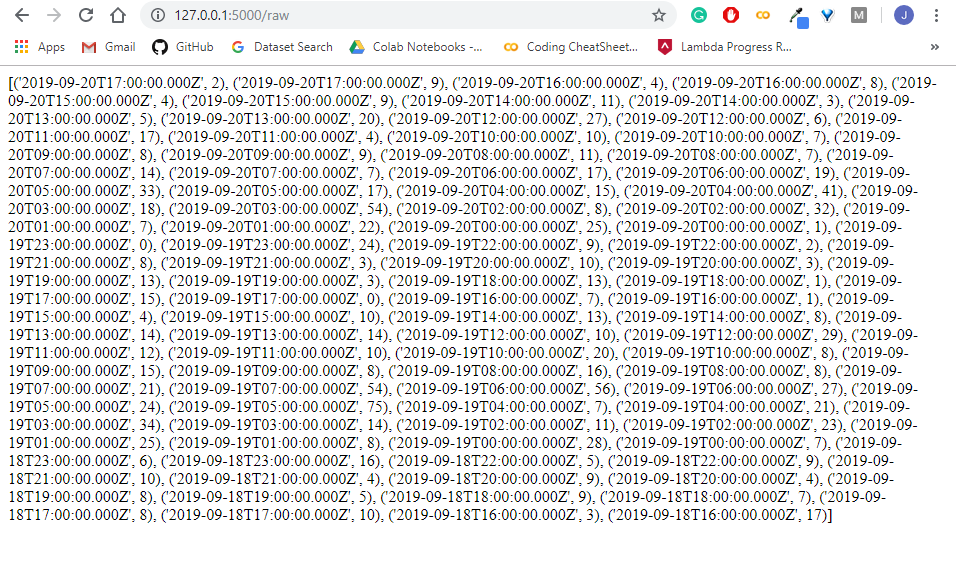 127.0.0.1:5000/raw
M
J
Apps
Gmail
GitHub
Dataset Search
Colab Notebooks -...
Coding CheatSheet...
Lambda Progress R...
»
[('2019-09-20T17:00:00.000Z', 2), ('2019-09-20T17:00:00.000Z', 9), ('2019-09-20T16:00:00.000Z', 4), ('2019-09-20T16:00:00.000Z', 8), ('2019-
09-20T15:00:00.000Z', 4), ('2019-09-20T15:00:00.000Z', 9), ('2019-09-20T14:00:00.000Z', 11), ('2019-09-20T14:00:00.000Z', 3), ('2019-09-
20T13:00:00.000Z', 5), ('2019-09-20T13:00:00.000Z', 20), ('2019-09-20T12:00:00.000Z', 27), ('2019-09-20T12:00:00.000Z', 6), ('2019-09-
20T11:00:00.000Z', 17), ('2019-09-20T11:00:00.000Z', 4), ('2019-09-20T10:00:00.000Z', 10), ('2019-09-20T10:00:00.000Z', 7), ('2019-09-
20T09:00:00.000Z', 8), ('2019-09-20T09:00:00.000Z', 9), ('2019-09-20T08:00:00.000Z', 11), ('2019-09-20T08:00:00.000Z', 7), ('2019-09-
20T07:00:00.000Z', 14), ('2019-09-20T07:00:00.000Z', 7), ('2019-09-20T06:00:00.000Z', 17), ('2019-09-20T06:00:00.000Z', 19), ('2019-09-
20T05:00:00.000Z', 33), ('2019-09-20T05:00:00.000Z', 17), ('2019-09-20T04:00:00.000Z', 15), ('2019-09-20T04:00:00.000Z', 41), ('2019-09-
20T03:00:00.000Z', 18), ('2019-09-20T03:00:00.000Z', 54), ('2019-09-20T02:00:00.000Z', 8), ('2019-09-20T02:00:00.000Z', 32), ('2019-09-
20T01:00:00.000Z', 7), ('2019-09-20T01:00:00.000Z', 22), ('2019-09-20T00:00:00.000Z', 25), ('2019-09-20T00:00:00.000Z', 1), ('2019-09-
19T23:00:00.000Z', 0), ('2019-09-19T23:00:00.000Z', 24), ('2019-09-19T22:00:00.000Z', 9), ('2019-09-19T22:00:00.000Z', 2), ('2019-09-
19T21:00:00.000Z', 8), ('2019-09-19T21:00:00.000Z', 3), ('2019-09-19T20:00:00.000Z', 10), ('2019-09-19T20:00:00.000Z', 3), ('2019-09-
19T19:00:00.000Z', 13), ('2019-09-19T19:00:00.000Z', 3), ('2019-09-19T18:00:00.000Z', 13), ('2019-09-19T18:00:00.000Z', 1), ('2019-09-
19T17:00:00.000Z', 15), ('2019-09-19T17:00:00.000Z', 0), ('2019-09-19T16:00:00.000Z', 7), ('2019-09-19T16:00:00.000Z', 1), ('2019-09-
19T15:00:00.000Z', 4), ('2019-09-19T15:00:00.000Z', 10), ('2019-09-19T14:00:00.000Z', 13), ('2019-09-19T14:00:00.000Z', 8), ('2019-09-
19T13:00:00.000Z', 14), ('2019-09-19T13:00:00.000Z', 14), ('2019-09-19T12:00:00.000Z', 10), ('2019-09-19T12:00:00.000Z', 29), ('2019-09-
19T11:00:00.000Z', 12), ('2019-09-19T11:00:00.000Z', 10), ('2019-09-19T10:00:00.000Z', 20), ('2019-09-19T10:00:00.000Z', 8), ('2019-09-
19T09:00:00.000Z', 15), ('2019-09-19T09:00:00.000Z', 8), ('2019-09-19T08:00:00.000Z', 16), ('2019-09-19T08:00:00.000Z', 8), ('2019-09-
19T07:00:00.000Z', 21), ('2019-09-19T07:00:00.000Z', 54), ('2019-09-19T06:00:00.000Z', 56), ('2019-09-19T06:00:00.000Z', 27), ('2019-09-
19T05:00:00.000Z', 24), ('2019-09-19T05:00:00.000Z', 75), ('2019-09-19T04:00:00.000Z', 7), ('2019-09-19T04:00:00.000Z', 21), ('2019-09-
19T03:00:00.000Z', 34), ('2019-09-19T03:00:00.000Z', 14), ('2019-09-19T02:00:00.000Z', 11), ('2019-09-19T02:00:00.000Z', 23), ('2019-09-
19T01:00:00.000Z', 25), ('2019-09-19T01:00:00.000Z', 8), ('2019-09-19T00:00:00.000Z', 28), ('2019-09-19T00:00:00.000Z', 7), ('2019-09-
18T23:00:00.000Z', 6), ('2019-09-18T23:00:00.000Z', 16), ('2019-09-18T22:00:00.000Z', 5), ('2019-09-18T22:00:00.000Z', 9), ('2019-09-
18T21:00:00.000Z', 10), ('2019-09-18T21:00:00.000Z', 4), ('2019-09-18T20:00:00.000Z', 9), ('2019-09-18T20:00:00.000Z', 4), ('2019-09-
18T19:00:00.000Z', 8), ('2019-09-18T19:00:00.000Z', 5), ('2019-09-18T18:00:00.000Z', 9), ('2019-09-18T18:00:00.000Z', 7), ('2019-09-
18T17:00:00.000Z', 8), ('2019-09-18T17:00:00.000Z', 10), ('2019-09-18T16:00:00.000Z', 3), ('2019-09-18T16:00:00.000Z', 17)]